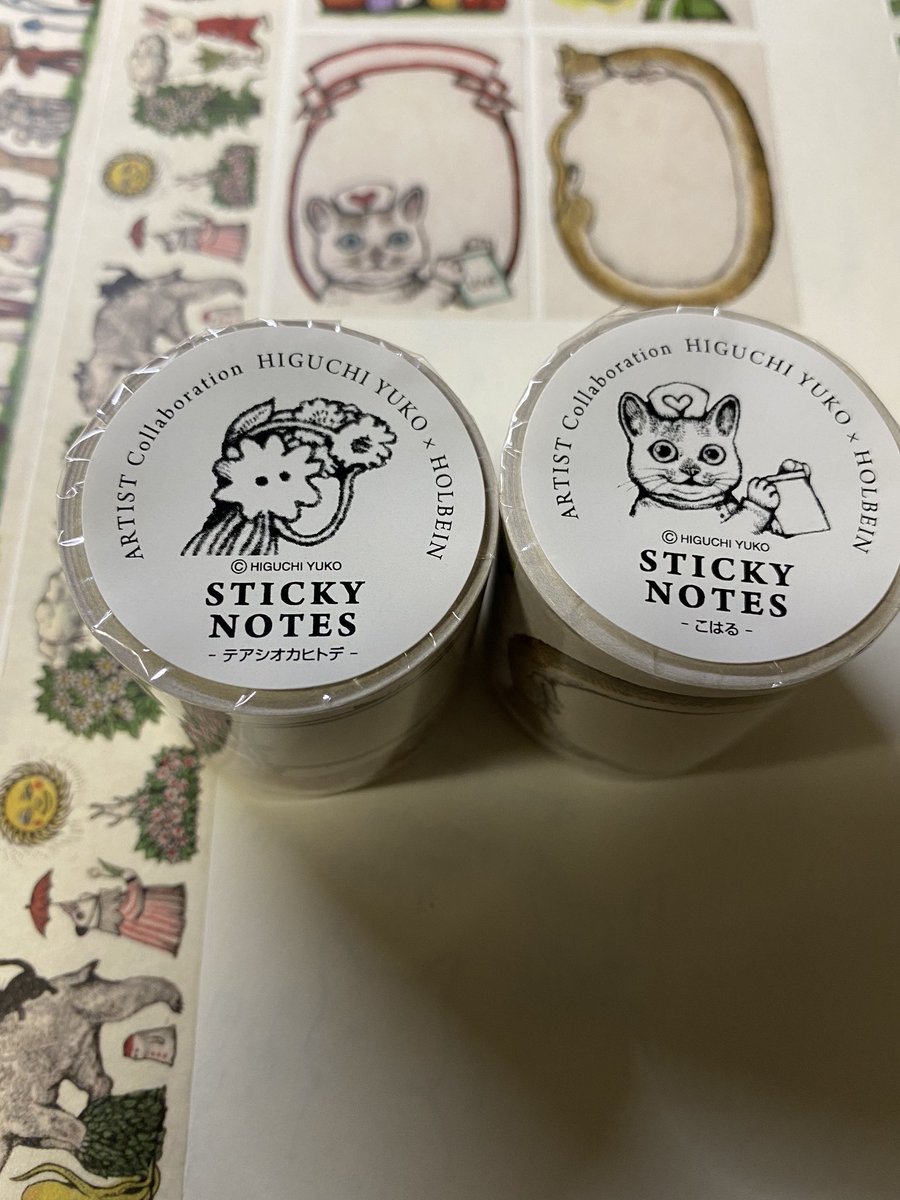 ARTIST Collaboration HIGUCHI YUKO × HOLBEIN
© HIGUCHI YUKO
STICKY
NOTES
- テアシオカヒトデ -
ARTIST Collaboration HIGUCHI YUKO × HOLBEIN
© HIGUCHI YUKO
STICKY
NOTES
- こはる -